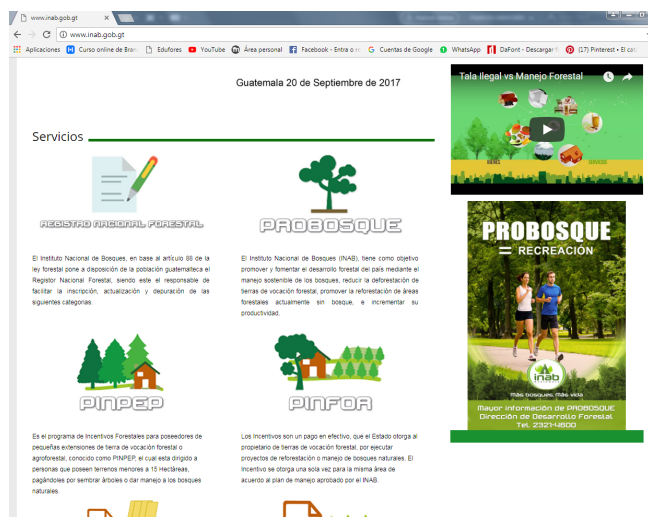 www.inab.gob.gt
www.inab.gob.gt
Aplicaciones
Curso online de Bran
Edufores
YouTube
Área personal
Facebook - Entra o re
Cuentas de Google
WhatsApp
DaFont - Descargar f
(17) Pinterest • El cat
Guatemala 20 de Septiembre de 2017
Servicios
REGISTRO NACIONAL FORESTAL
El Instituto Nacional de Bosques, en base al artículo 88 de la
ley forestal pone a disposición de la población guatemalteca el
Registor Nacional Forestal, siendo este el responsable de
facilitar la inscripción, actualización y depuración de las
siguientes categorias.
PROBOSQUE
El Instituto Nacional de Bosques (INAB), tiene como objetivo
promover y fomentar el desarrollo forestal del país mediante el
manejo sostenible de los bosques, reducir la deforestación de
tierras de vocación forestal, promover la reforestación de áreas
forestales actualmente sin bosque, e incrementar su
productividad.
PINPEP
Es el programa de Incentivos Forestales para poseedores de
pequeñas extensiones de tierra de vocación forestal o
agroforestal, conocido como PINPEP, el cual esta dirigido a
personas que poseen terrenos menores a 15 Hectáreas,
pagándoles por sembrar árboles o dar manejo a los bosques
naturales.
PINFOR
Los Incentivos son un pago en efectivo, que el Estado otorga al
propietario de tierras de vocación forestal, por ejecutar
proyectos de reforestación o manejo de bosques naturales. El
Incentivo se otorga una sola vez para la misma área de
acuerdo al plan de manejo aprobado por el INAB.
Tala Ilegal vs Manejo Forestal
BIENES
SERVICIOS
PROBOSQUE
= RECREACIÓN
inab
Más bosques, más vida
Mayor información de PROBOSQUE
Dirección de Desarrollo Forestal
Tel. 2321-4600